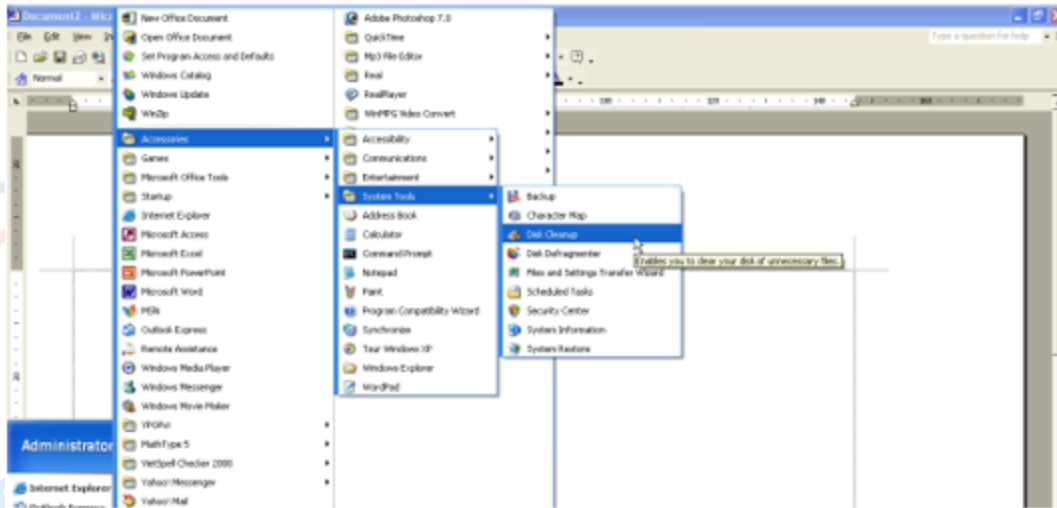 Document2 - Micr
File Edit View In
Type a question for help
Normal
New Office Document
Open Office Document
Set Program Access and Defaults
Windows Catalog
Windows Update
WinZip
Accessories
Games
Microsoft Office Tools
Startup
Internet Explorer
Microsoft Access
Microsoft Excel
Microsoft PowerPoint
Microsoft Word
MSN
Outlook Express
Remote Assistance
Windows Media Player
Windows Messenger
Windows Movie Maker
MathType 5
VietSpell Checker 2000
Yahoo! Messenger
Yahoo! Mail
Adobe Photoshop 7.0
QuickTime
Mp3 File Editor
Real
RealPlayer
WinMPG Video Convert
Accessibility
Communications
Entertainment
System Tools
Address Book
Calculator
Command Prompt
Notepad
Paint
Program Compatibility Wizard
Synchronize
Tour Windows XP
Windows Explorer
WordPad
Backup
Character Map
Disk Cleanup
Disk Defragmenter
Files and Settings Transfer Wizard
Scheduled Tasks
Security Center
System Information
System Restore
Enables you to clear your disk of unnecessary files.
Administrator
Internet Explorer
Outlook Express